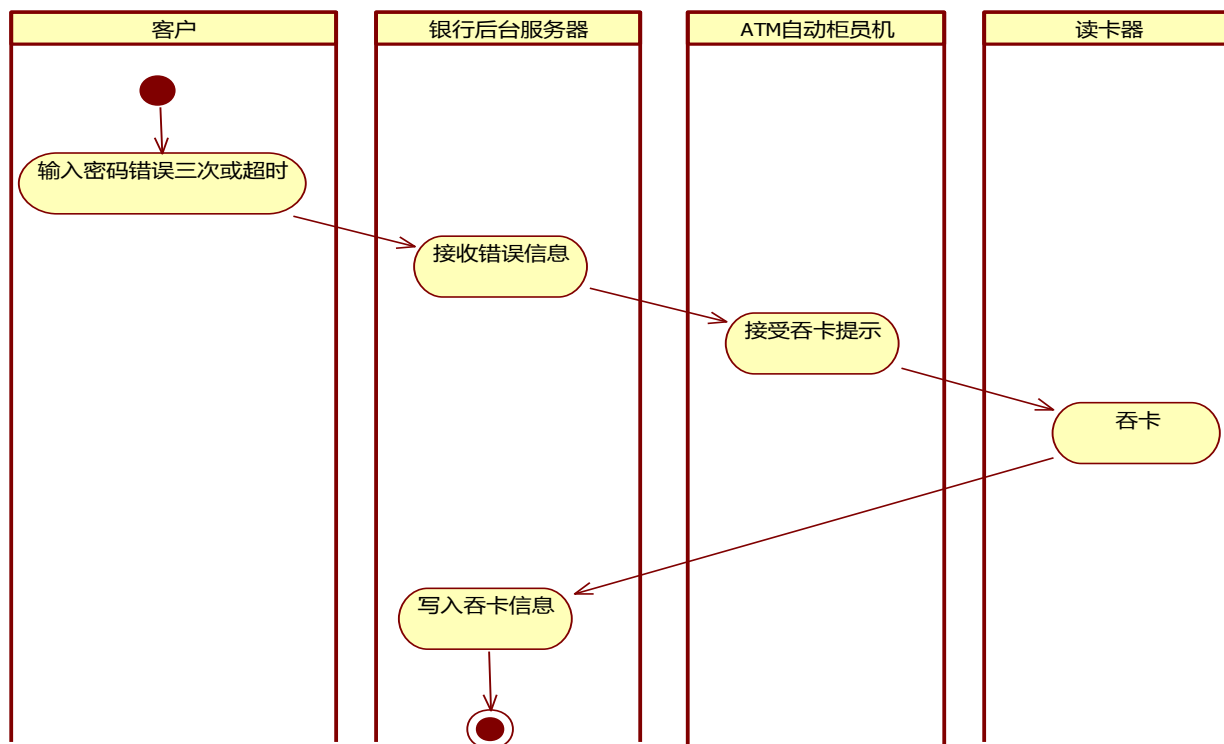 客户
银行后台服务器
ATM自动柜员机
读卡器
输入密码错误三次或超时
接收错误信息
接受吞卡提示
吞卡
写入吞卡信息